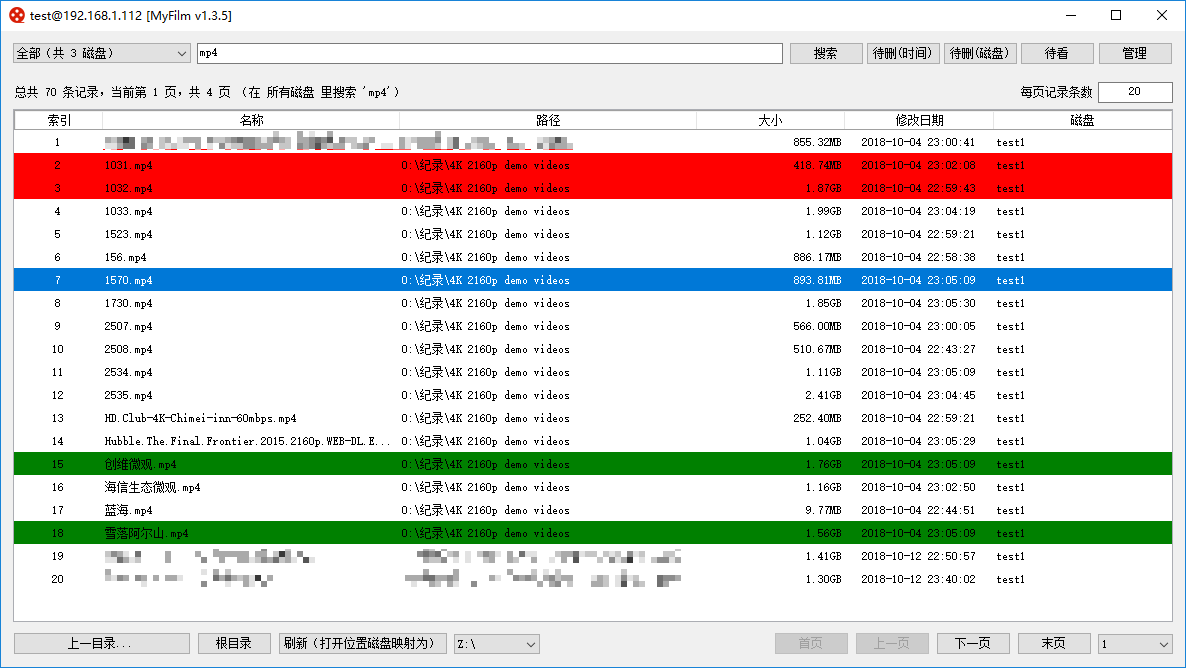 test@192.168.1.112 [MyFilm v1.3.5]
全部（共 3 磁盘） mp4 搜索 待删(时间) 待删(磁盘) 待看 管理
总共 70 条记录，当前第 1 页，共 4 页 （在 所有磁盘 里搜索 'mp4'） 每页记录条数 20
索引 名称 路径 大小 修改日期 磁盘
1 855.32MB 2018-10-04 23:00:41 test1
2 1031.mp4 O:\纪录\4K 2160p demo videos 418.74MB 2018-10-04 23:02:08 test1
3 1032.mp4 O:\纪录\4K 2160p demo videos 1.87GB 2018-10-04 22:59:43 test1
4 1033.mp4 O:\纪录\4K 2160p demo videos 1.99GB 2018-10-04 23:04:19 test1
5 1523.mp4 O:\纪录\4K 2160p demo videos 1.12GB 2018-10-04 22:59:21 test1
6 156.mp4 O:\纪录\4K 2160p demo videos 886.17MB 2018-10-04 22:58:38 test1
7 1570.mp4 O:\纪录\4K 2160p demo videos 893.81MB 2018-10-04 23:05:09 test1
8 1730.mp4 O:\纪录\4K 2160p demo videos 1.85GB 2018-10-04 23:05:30 test1
9 2507.mp4 O:\纪录\4K 2160p demo videos 566.00MB 2018-10-04 23:00:05 test1
10 2508.mp4 O:\纪录\4K 2160p demo videos 510.67MB 2018-10-04 22:43:27 test1
11 2534.mp4 O:\纪录\4K 2160p demo videos 1.11GB 2018-10-04 23:05:09 test1
12 2535.mp4 O:\纪录\4K 2160p demo videos 2.41GB 2018-10-04 23:04:45 test1
13 HD.Club-4K-Chimei-inn-60mbps.mp4 O:\纪录\4K 2160p demo videos 252.40MB 2018-10-04 22:59:21 test1
14 Hubble.The.Final.Frontier.2015.2160p.WEB-DL.E... O:\纪录\4K 2160p demo videos 1.04GB 2018-10-04 23:05:29 test1
15 创维微观.mp4 O:\纪录\4K 2160p demo videos 1.76GB 2018-10-04 23:05:09 test1
16 海信生态微观.mp4 O:\纪录\4K 2160p demo videos 1.16GB 2018-10-04 23:02:50 test1
17 蓝海.mp4 O:\纪录\4K 2160p demo videos 9.77MB 2018-10-04 22:44:51 test1
18 雪落阿尔山.mp4 O:\纪录\4K 2160p demo videos 1.56GB 2018-10-04 23:05:09 test1
19 1.41GB 2018-10-12 22:50:57 test1
20 1.30GB 2018-10-12 23:40:02 test1
上一目录... 根目录 刷新（打开位置磁盘映射为） Z:\ 首页 上一页 下一页 末页 1